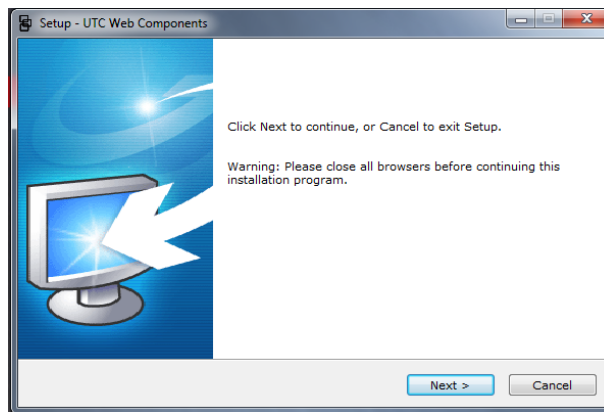 Setup - UTC Web Components
Click Next to continue, or Cancel to exit Setup.
Warning: Please close all browsers before continuing this
installation program.
Next >
Cancel